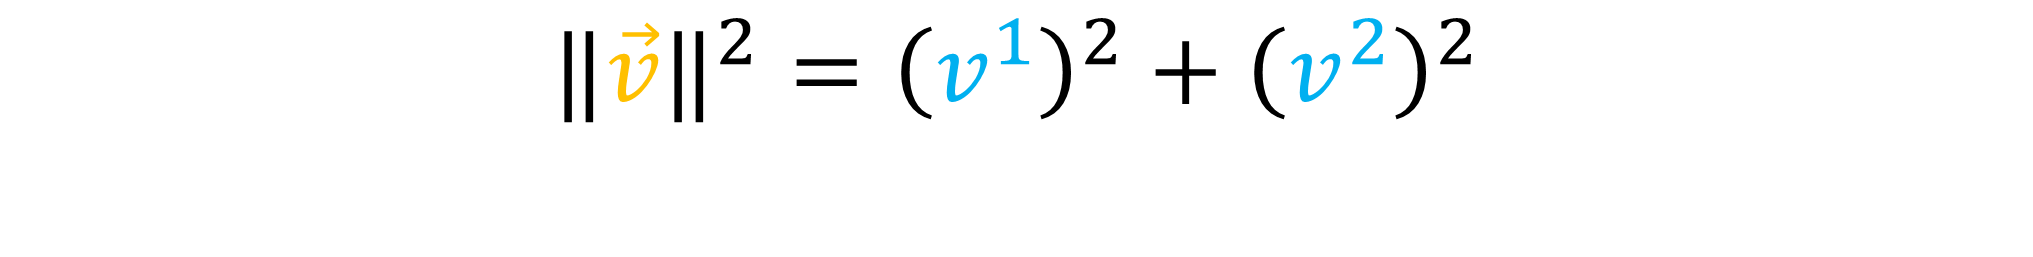 ‖v⃗‖² = (v¹)² + (v²)²